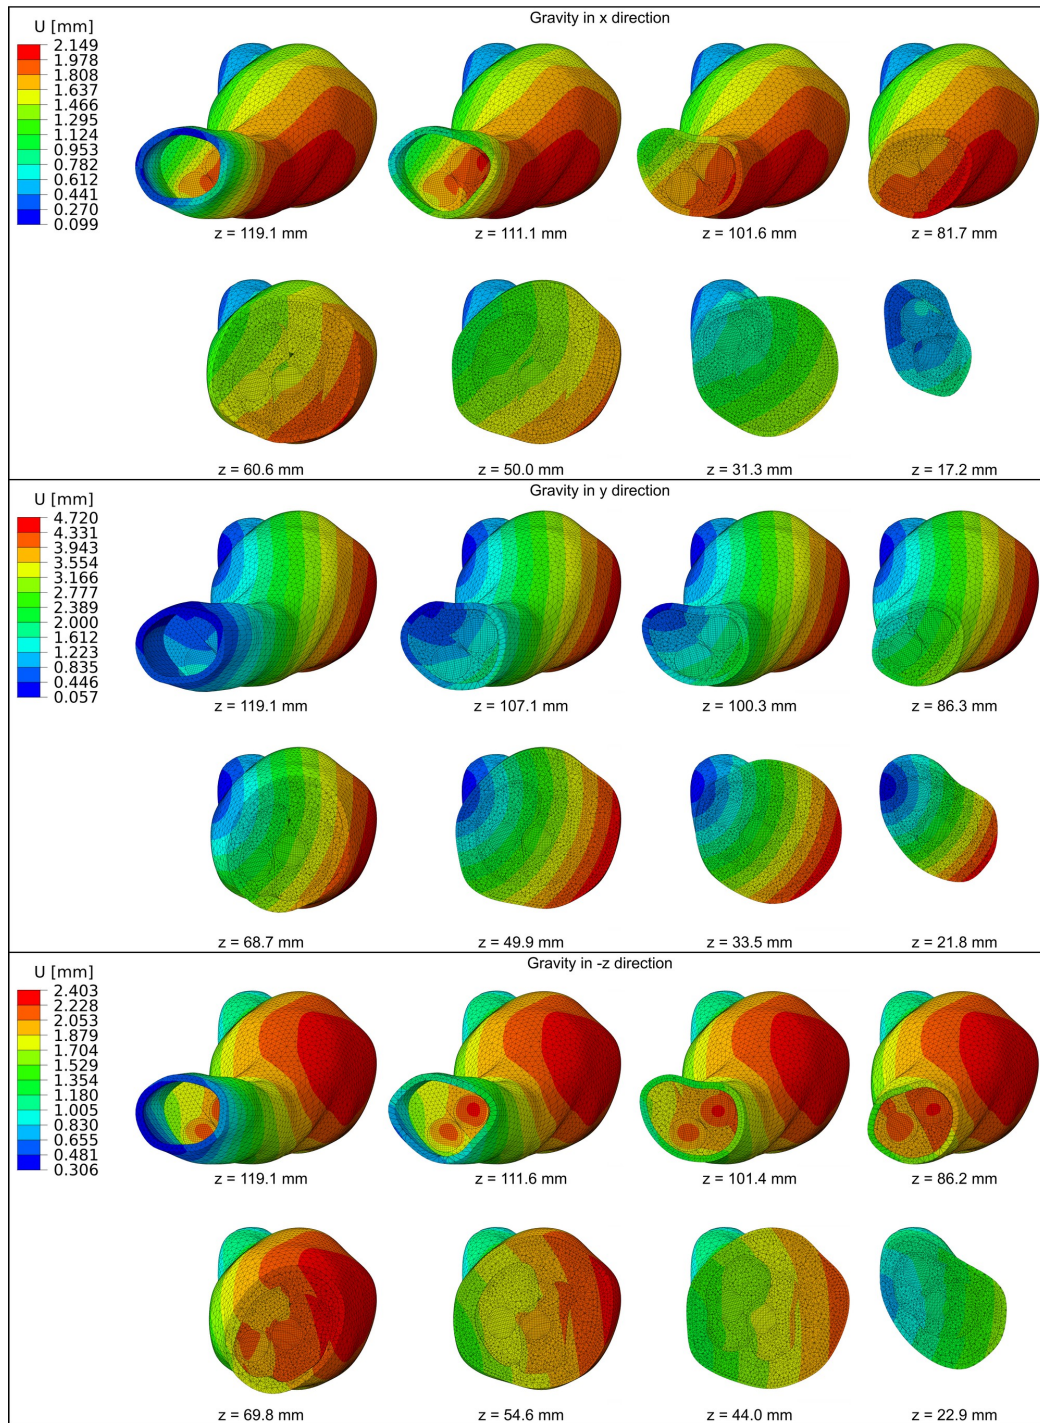 Gravity in x direction
U [mm]
2.149
1.978
1.808
1.637
1.466
1.295
1.124
0.953
0.782
0.612
0.441
0.270
0.099
z = 119.1 mm
z = 111.1 mm
z = 101.6 mm
z = 81.7 mm
z = 60.6 mm
z = 50.0 mm
z = 31.3 mm
z = 17.2 mm
Gravity in y direction
U [mm]
4.720
4.331
3.943
3.554
3.166
2.777
2.389
2.000
1.612
1.223
0.835
0.446
0.057
z = 119.1 mm
z = 107.1 mm
z = 100.3 mm
z = 86.3 mm
z = 68.7 mm
z = 49.9 mm
z = 33.5 mm
z = 21.8 mm
Gravity in -z direction
U [mm]
2.403
2.228
2.053
1.879
1.704
1.529
1.354
1.180
1.005
0.830
0.655
0.481
0.306
z = 119.1 mm
z = 111.6 mm
z = 101.4 mm
z = 86.2 mm
z = 69.8 mm
z = 54.6 mm
z = 44.0 mm
z = 22.9 mm